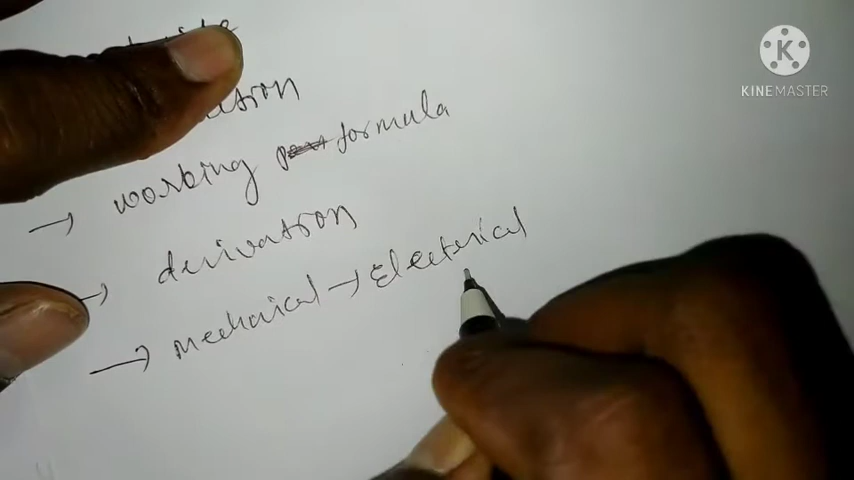 KINEMASTER
→ working formula
→ derivation
→ mechanical → Electerical